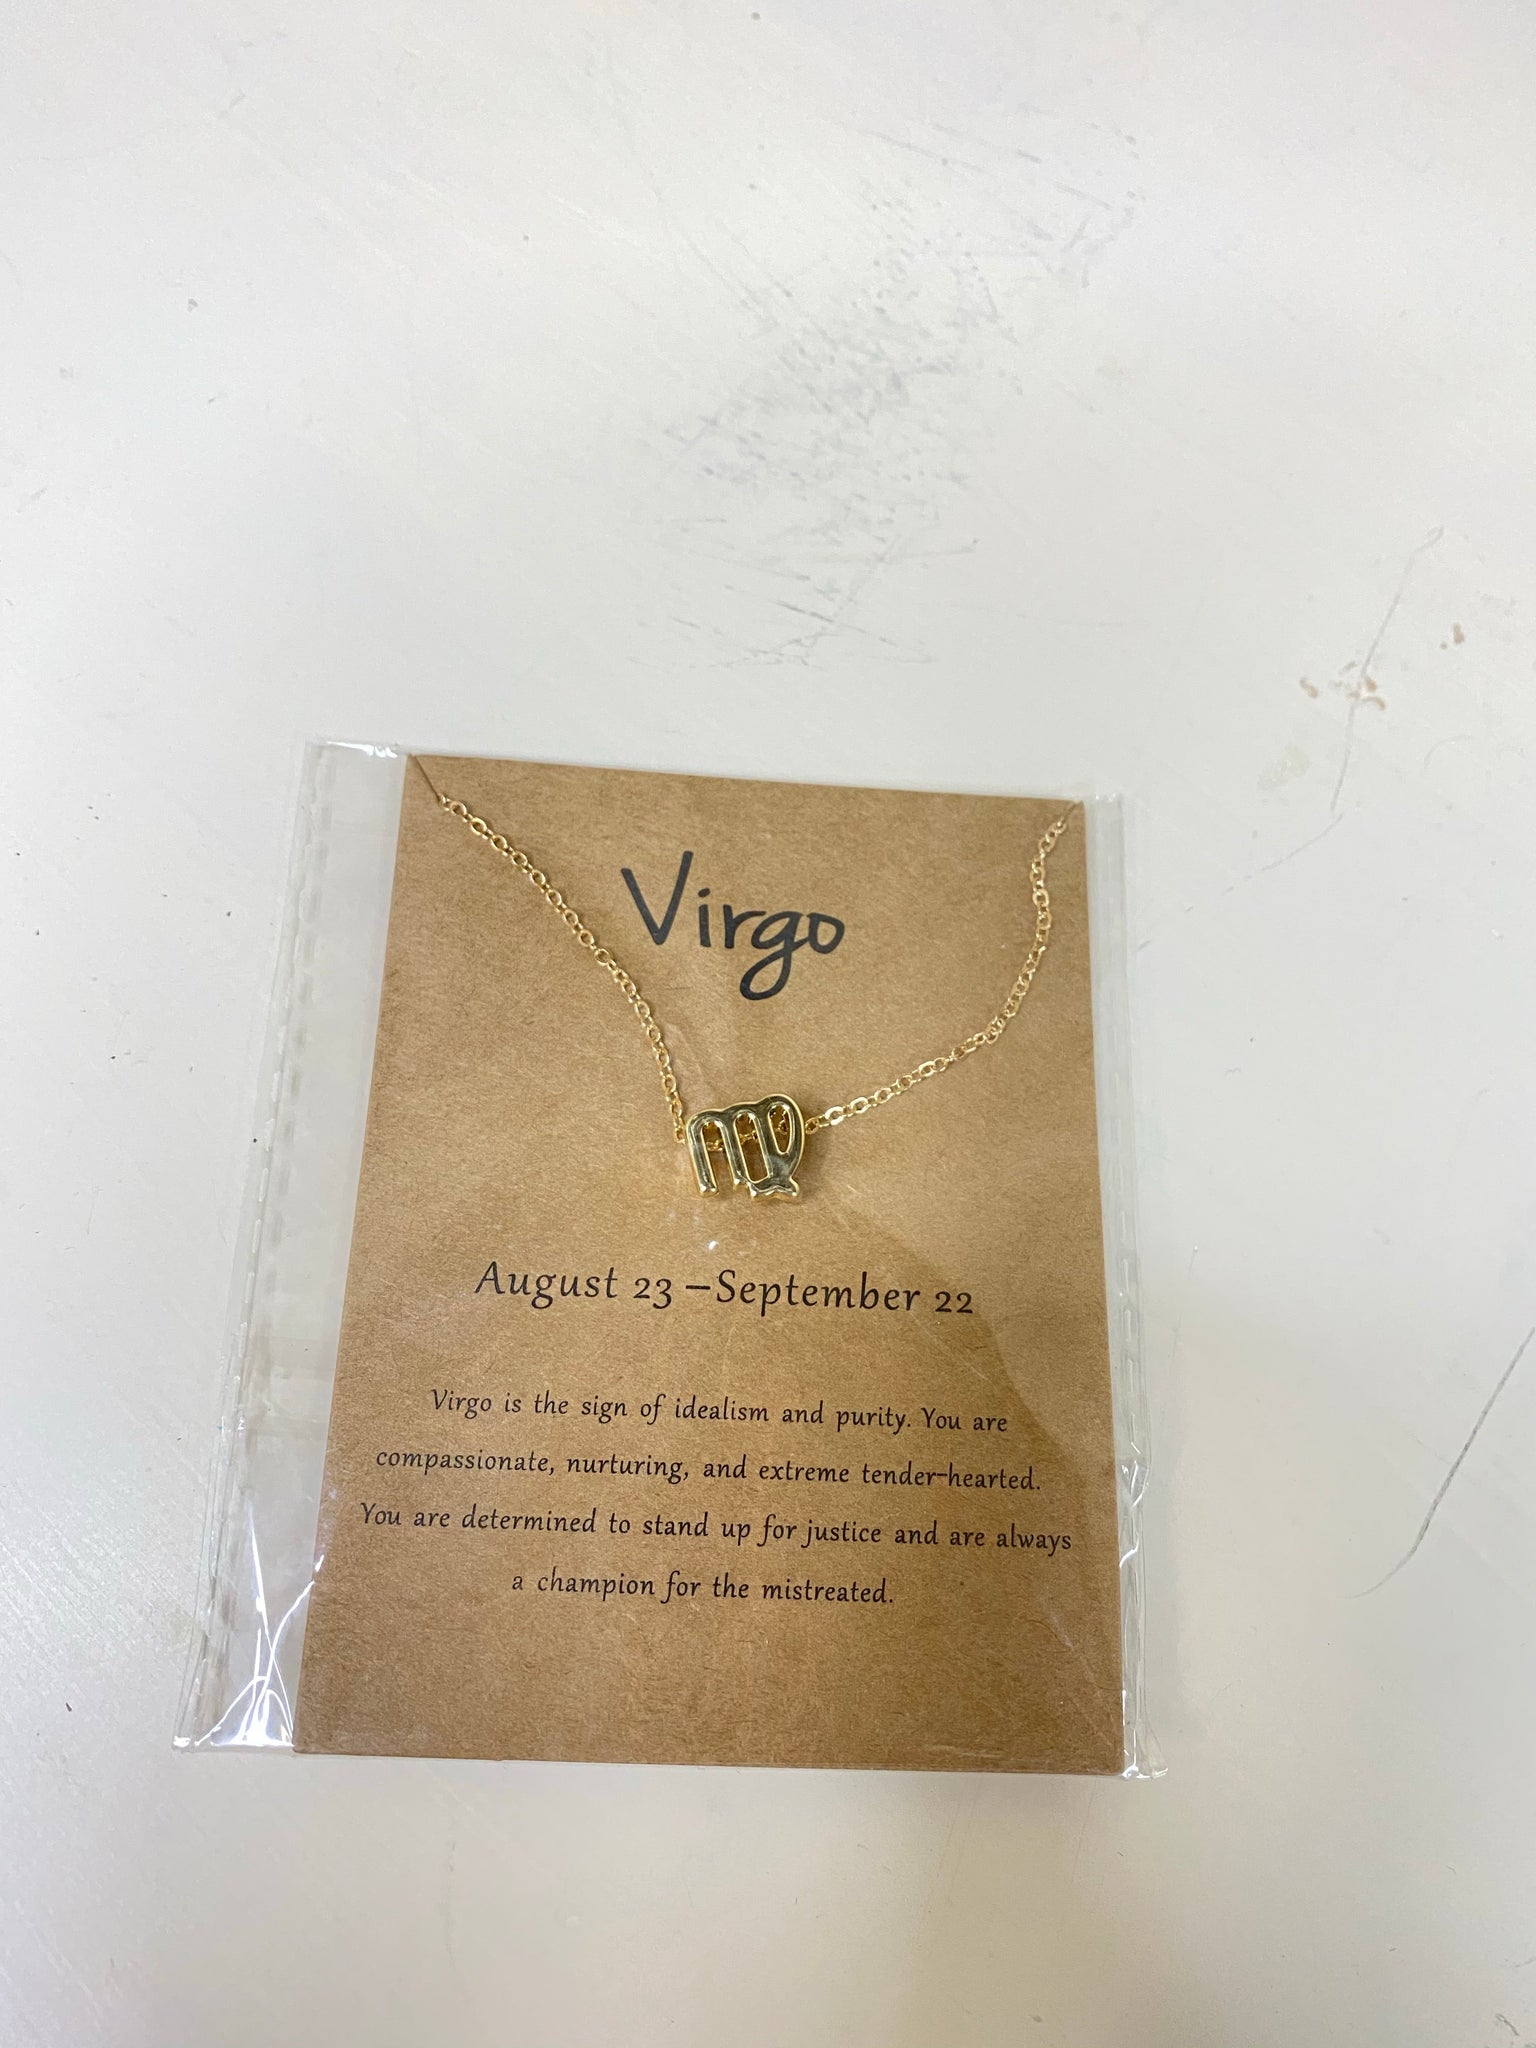 Virgo
August 23 –September 22
Virgo is the sign of idealism and purity. You are
compassionate, nurturing, and extreme tender-hearted.
You are determined to stand up for justice and are always
a champion for the mistreated.